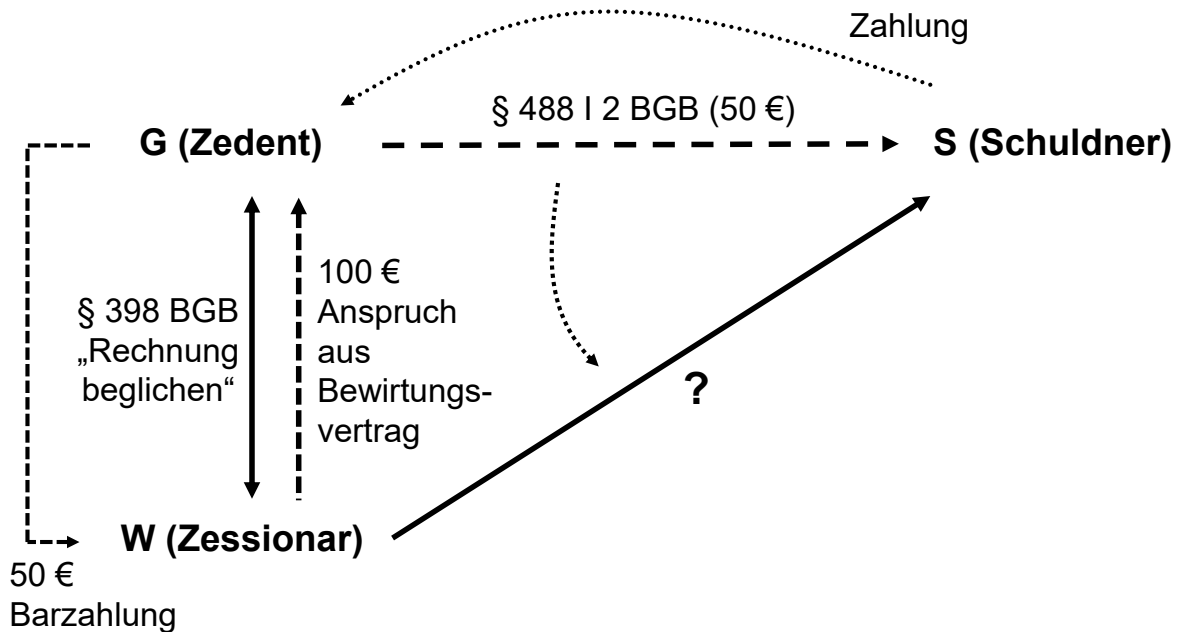 Zahlung
§ 488 I 2 BGB (50 €)
G (Zedent)
S (Schuldner)
§ 398 BGB
„Rechnung
beglichen“
100 €
Anspruch
aus
Bewirtungs-
vertrag
?
W (Zessionar)
50 €
Barzahlung